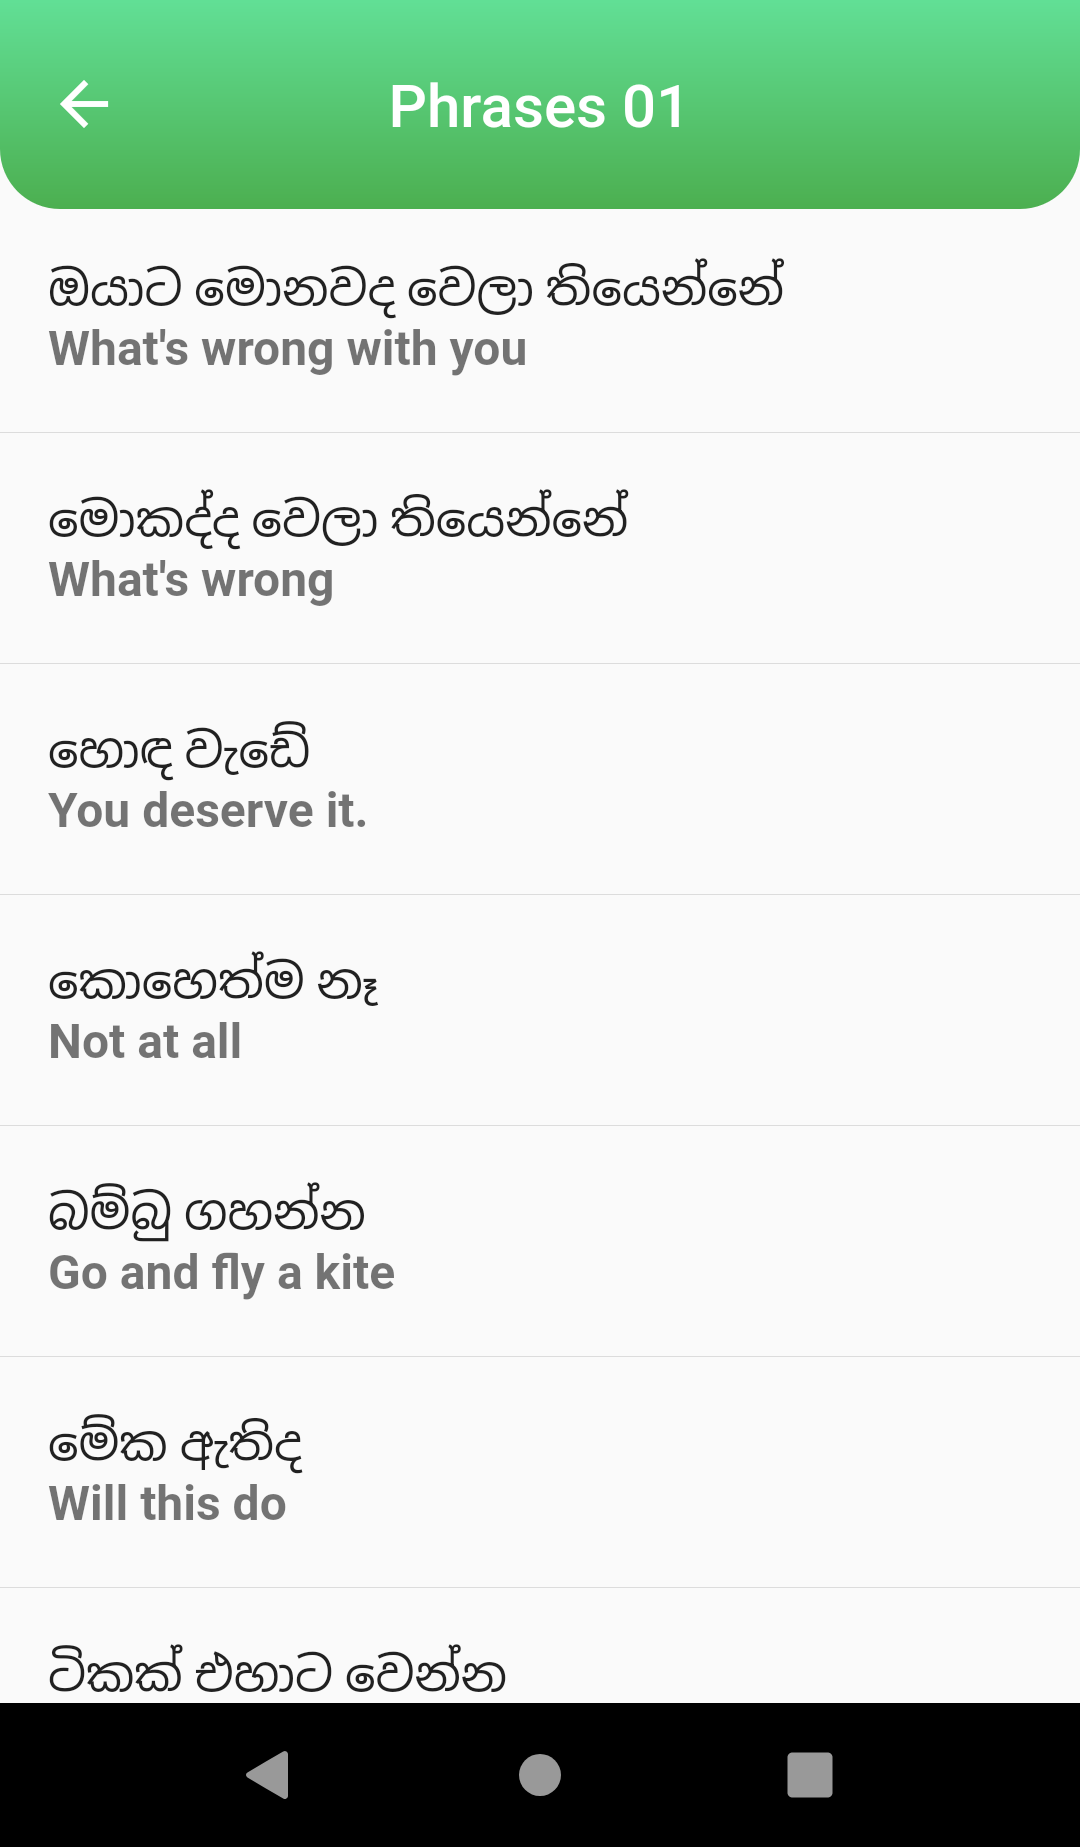 Phrases 01
ඔයාට මොනවද වෙලා තියෙන්නේ
What's wrong with you
මොකද්ද වෙලා තියෙන්නේ
What's wrong
හොඳ වැඩේ
You deserve it.
කොහෙත්ම නෑ
Not at all
බම්බු ගහන්න
Go and fly a kite
මේක ඇතිද
Will this do
ටිකක් එහාට වෙන්න